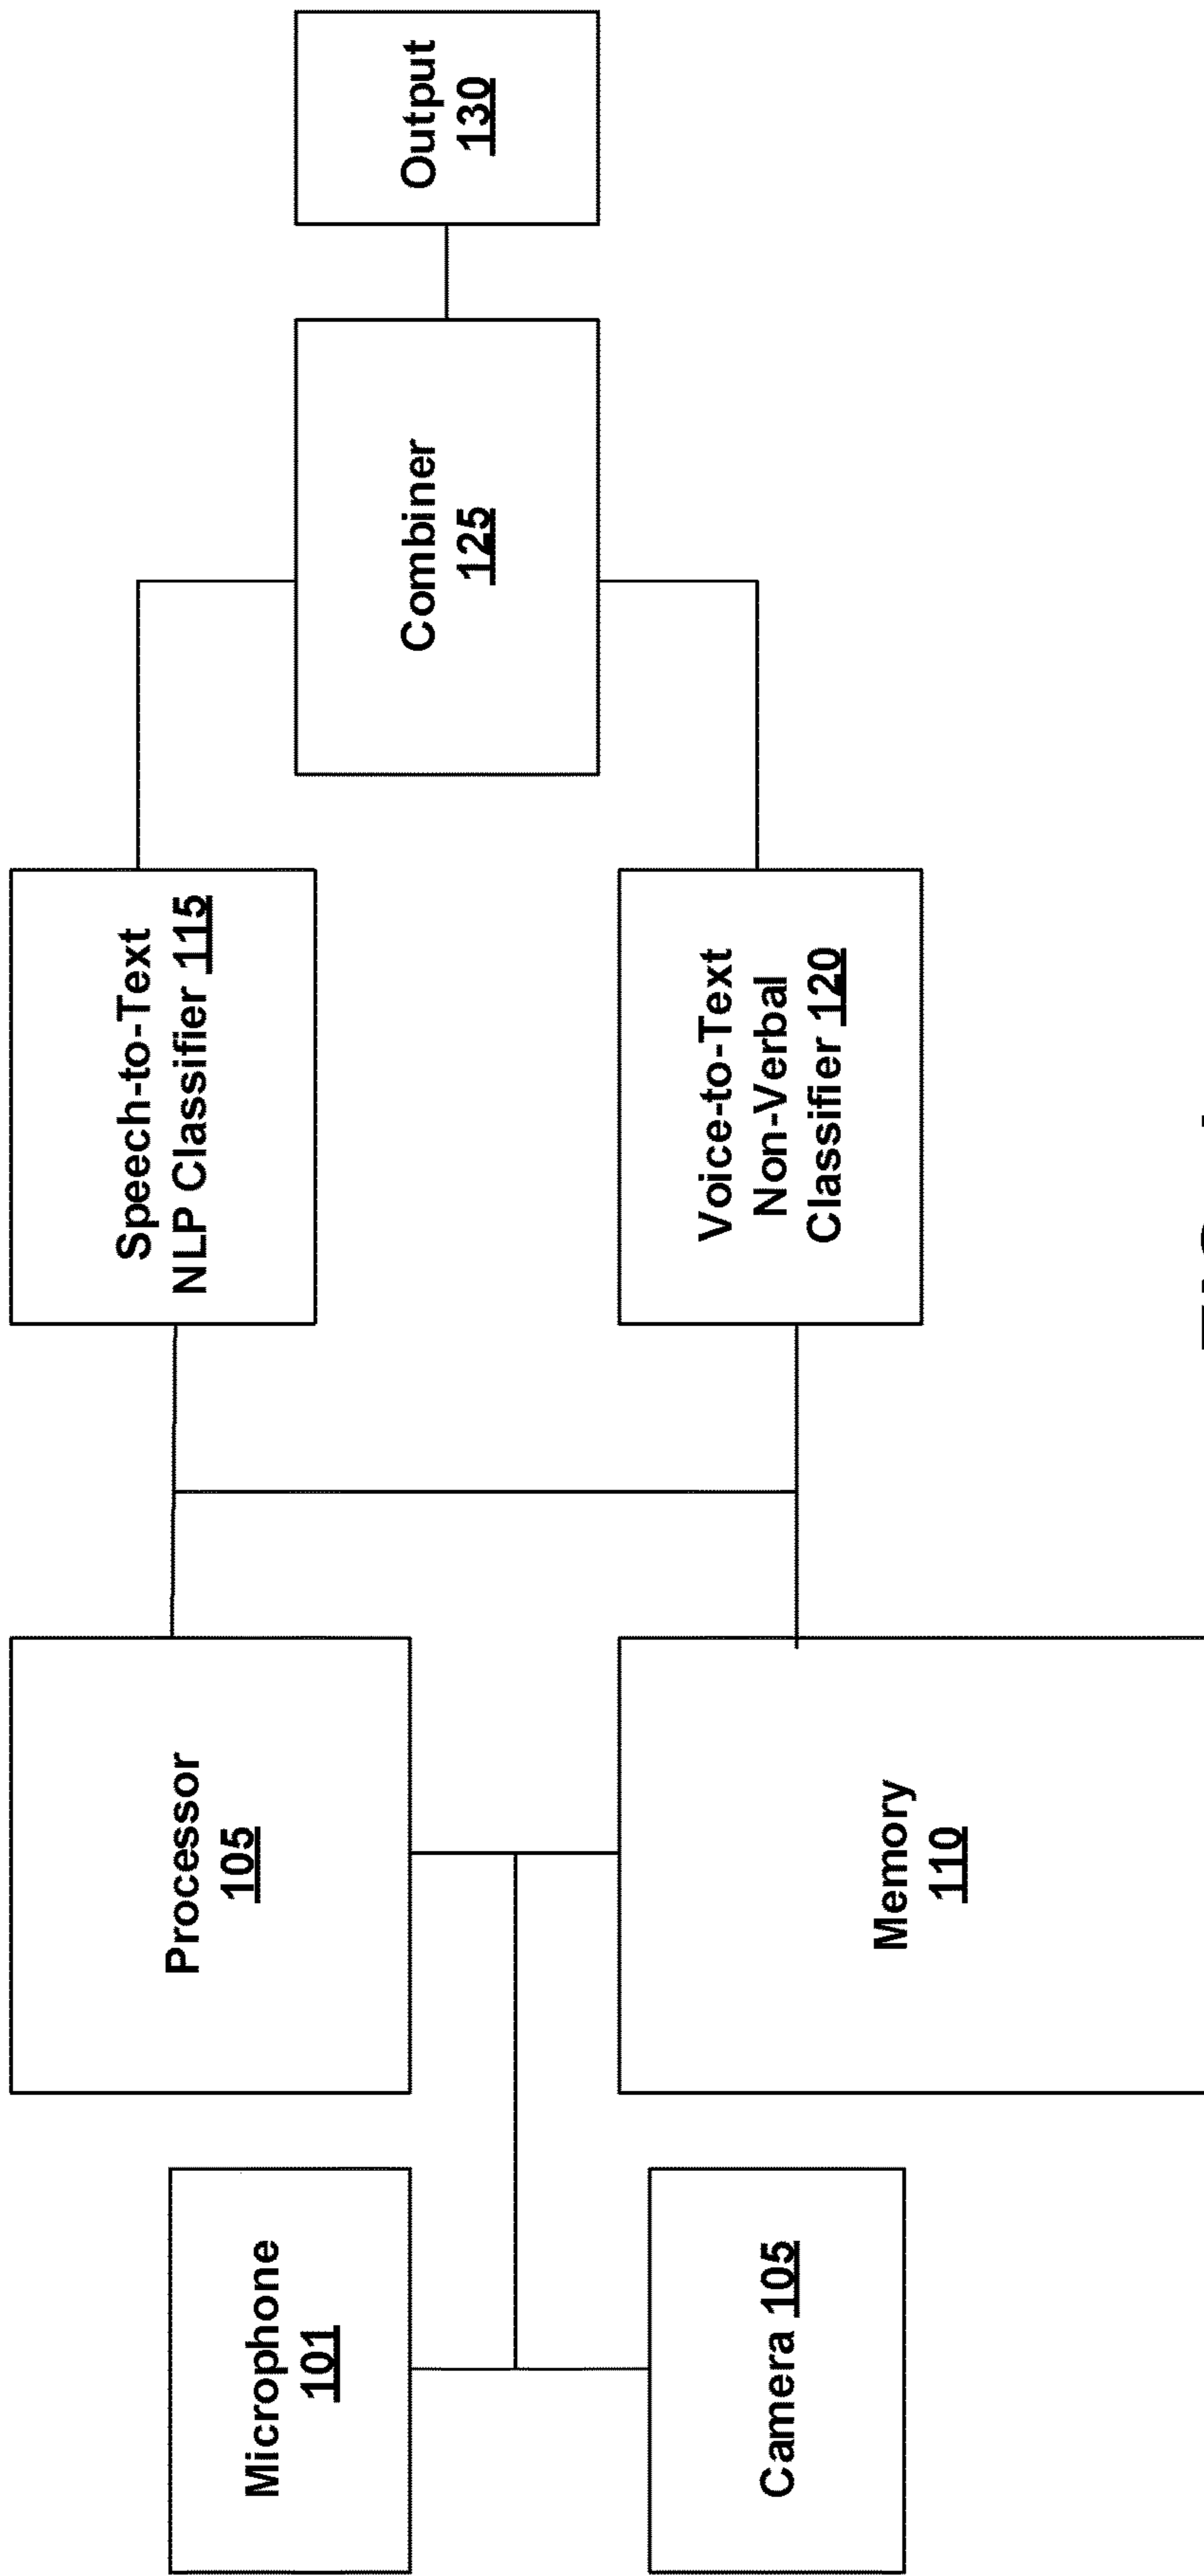 Microphone
101
Camera 105
Processor
105
Memory
110
Speech-to-Text
NLP Classifier 115
Voice-to-Text
Non-Verbal
Classifier 120
Combiner
125
Output
130